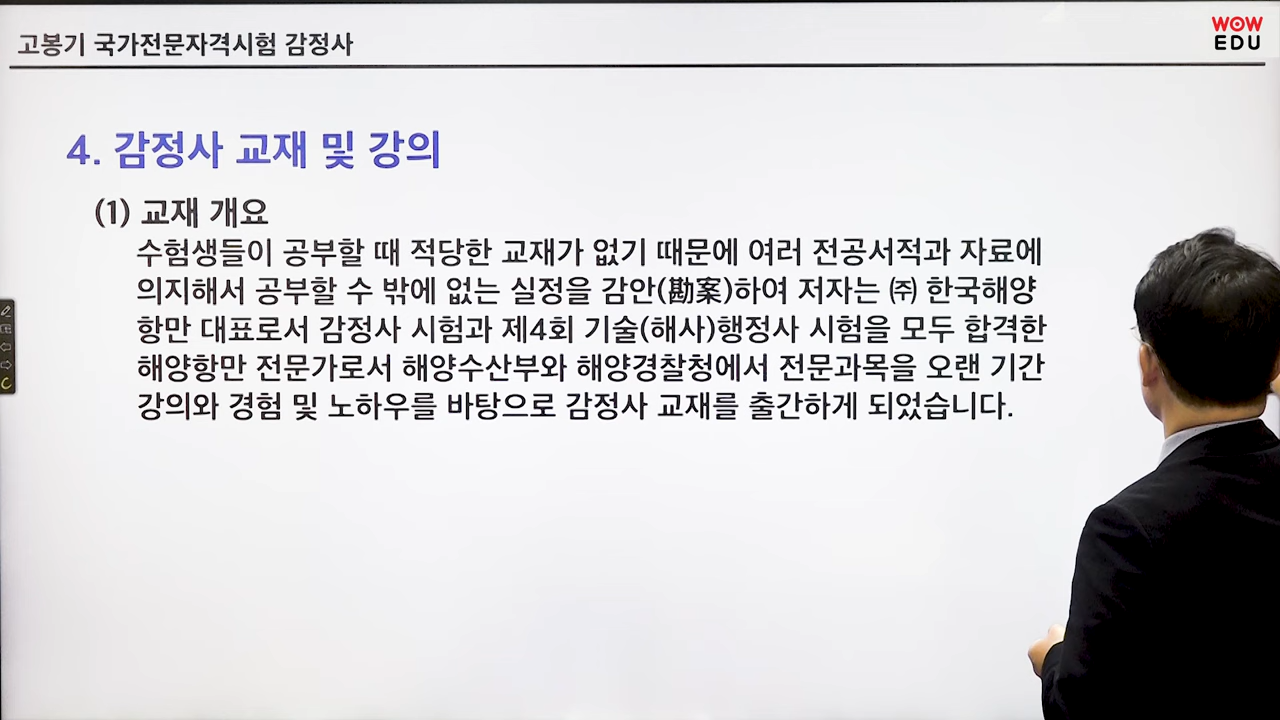 고봉기 국가전문자격시험 감정사
WOW
EDU
4. 감정사 교재 및 강의
(1) 교재 개요
수험생들이 공부할 때 적당한 교재가 없기 때문에 여러 전공서적과 자료에
의지해서 공부할 수 밖에 없는 실정을 감안(勘案)하여 저자는 ㈜ 한국해양
항만 대표로서 감정사 시험과 제4회 기술(해사)행정사 시험을 모두 합격한
해양항만 전문가로서 해양수산부와 해양경찰청에서 전문과목을 오랜 기간
강의와 경험 및 노하우를 바탕으로 감정사 교재를 출간하게 되었습니다.